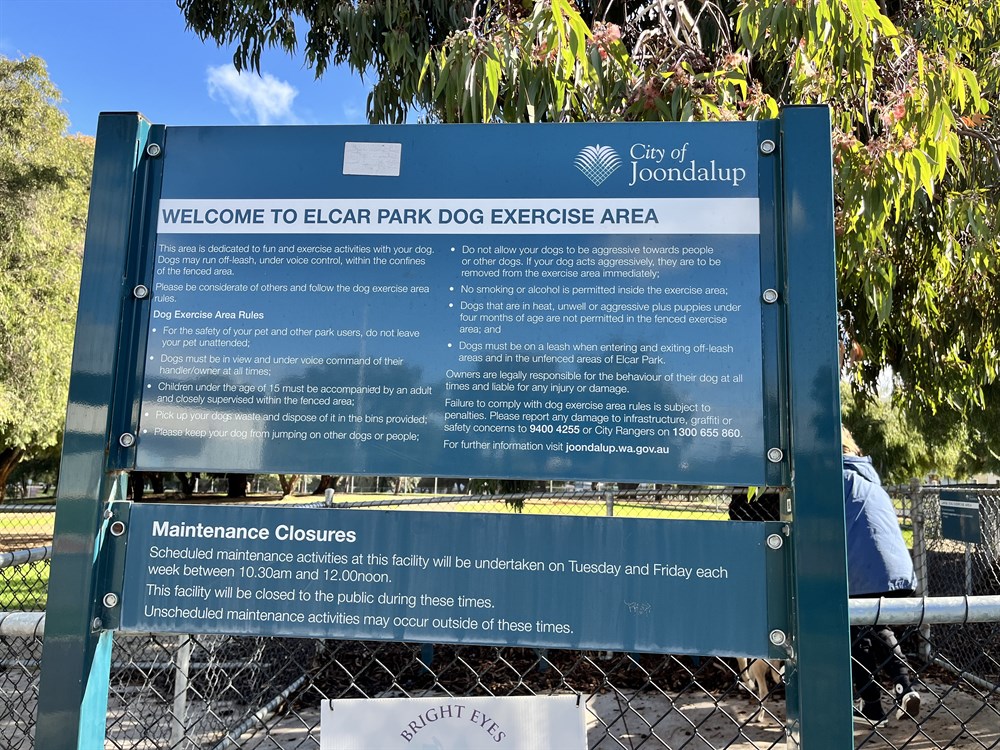 City of
Joondalup
WELCOME TO ELCAR PARK DOG EXERCISE AREA
This area is dedicated to fun and exercise activities with your dog.
Dogs may run off-leash, under voice control, within the confines
of the fenced area.
Please be considerate of others and follow the dog exercise area
rules.
Dog Exercise Area Rules
• For the safety of your pet and other park users, do not leave
your pet unattended;
• Dogs must be in view and under voice command of their
handler/owner at all times;
• Children under the age of 15 must be accompanied by an adult
and closely supervised within the fenced area;
• Pick up your dogs waste and dispose of it in the bins provided;
• Please keep your dog from jumping on other dogs or people;
• Do not allow your dogs to be aggressive towards people
or other dogs. If your dog acts aggressively, they are to be
removed from the exercise area immediately;
• No smoking or alcohol is permitted inside the exercise area;
• Dogs that are in heat, unwell or aggressive plus puppies under
four months of age are not permitted in the fenced exercise
area; and
• Dogs must be on a leash when entering and exiting off-leash
areas and in the unfenced areas of Elcar Park.
Owners are legally responsible for the behaviour of their dog at all
times and liable for any injury or damage.
Failure to comply with dog exercise area rules is subject to
penalties. Please report any damage to infrastructure, graffiti or
safety concerns to 9400 4255 or City Rangers on 1300 655 860.
For further information visit joondalup.wa.gov.au
Maintenance Closures
Scheduled maintenance activities at this facility will be undertaken on Tuesday and Friday each
week between 10.30am and 12.00noon.
This facility will be closed to the public during these times.
Unscheduled maintenance activities may occur outside of these times.
BRIGHT EYES